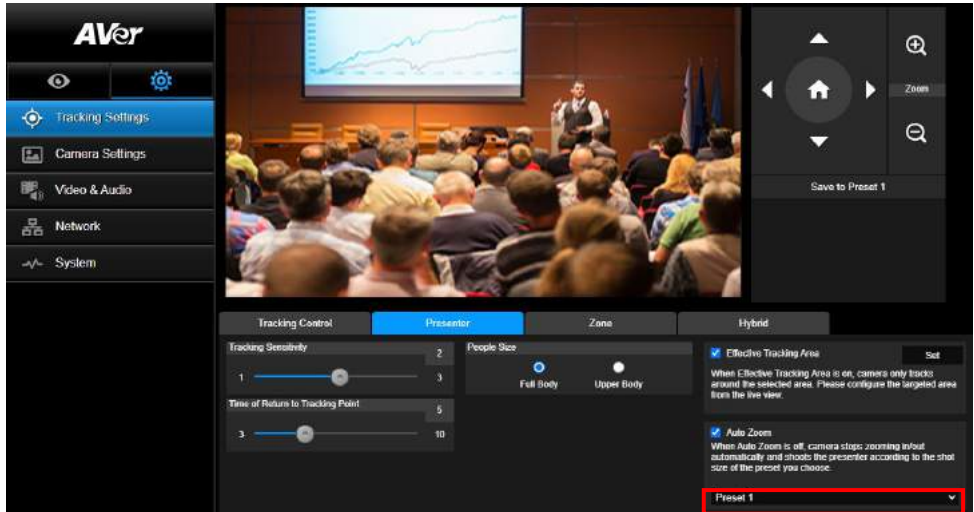 AVer
Tracking Settings
Camera Settings
Video & Audio
Network
System
Zoom
Save to Preset 1
Tracking Control
Presenter
Zone
Hybrid
Tracking Sensitivity
2
1
3
Time of Return to Tracking Point
5
3
10
People Size
Full Body
Upper Body
Effective Tracking Area
Set
When Effective Tracking Area is on, camera only tracks
around the selected area. Please configure the targeted area
from the live view.
Auto Zoom
When Auto Zoom is off, camera stops zooming in/out
automatically and shoots the presenter according to the shot
size of the preset you choose.
Preset 1